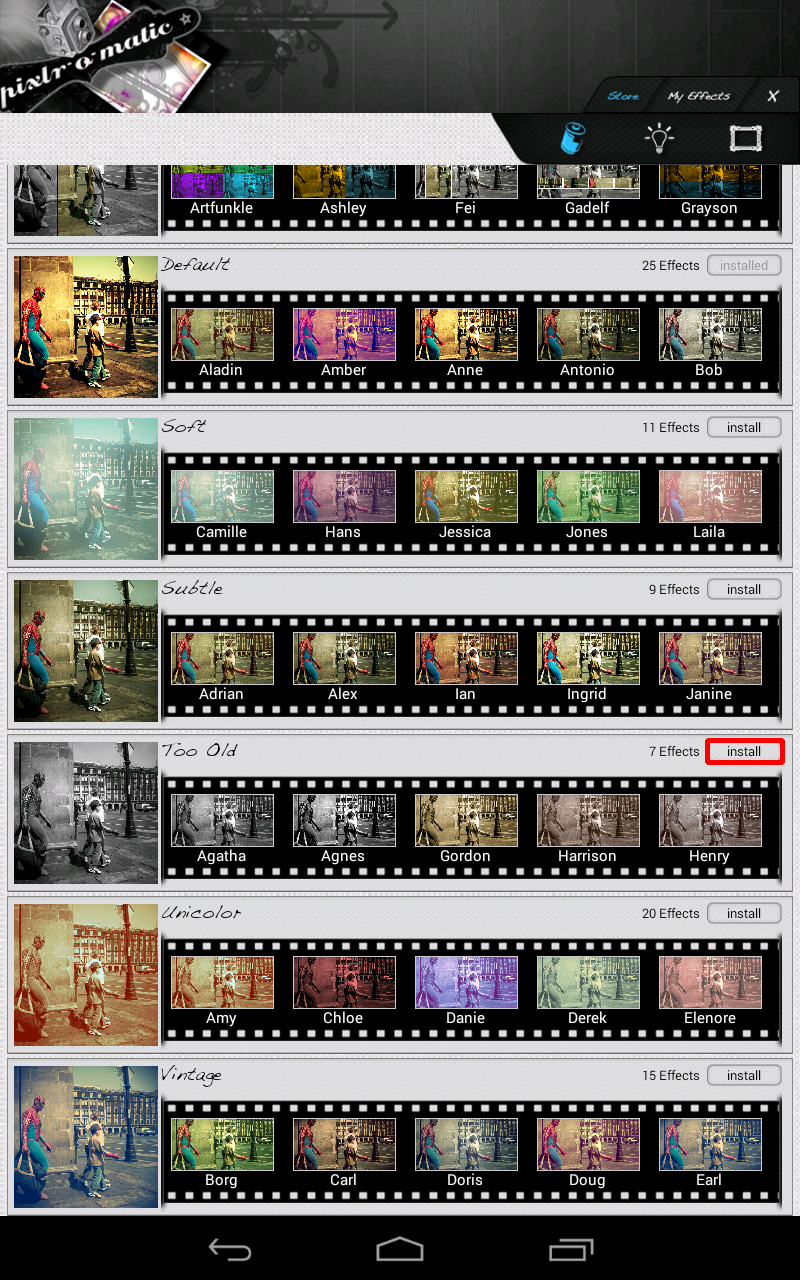 pixlr-o-matic
Store My Effects X
Artfunkle Ashley Fei Gadelf Grayson
Default 25 Effects installed
Aladin Amber Anne Antonio Bob
Soft 11 Effects install
Camille Hans Jessica Jones Laila
Subtle 9 Effects install
Adrian Alex Ian Ingrid Janine
Too Old 7 Effects install
Agatha Agnes Gordon Harrison Henry
Unicolor 20 Effects install
Amy Chloe Danie Derek Elenore
Vintage 15 Effects install
Borg Carl Doris Doug Earl